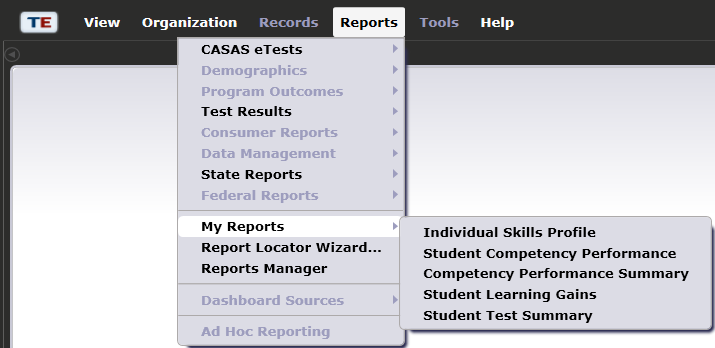 TE View Organization Records Reports Tools Help
CASAS eTests
Demographics
Program Outcomes
Test Results
Consumer Reports
Data Management
State Reports
Federal Reports
My Reports
Report Locator Wizard...
Reports Manager
Dashboard Sources
Ad Hoc Reporting
Individual Skills Profile
Student Competency Performance
Competency Performance Summary
Student Learning Gains
Student Test Summary